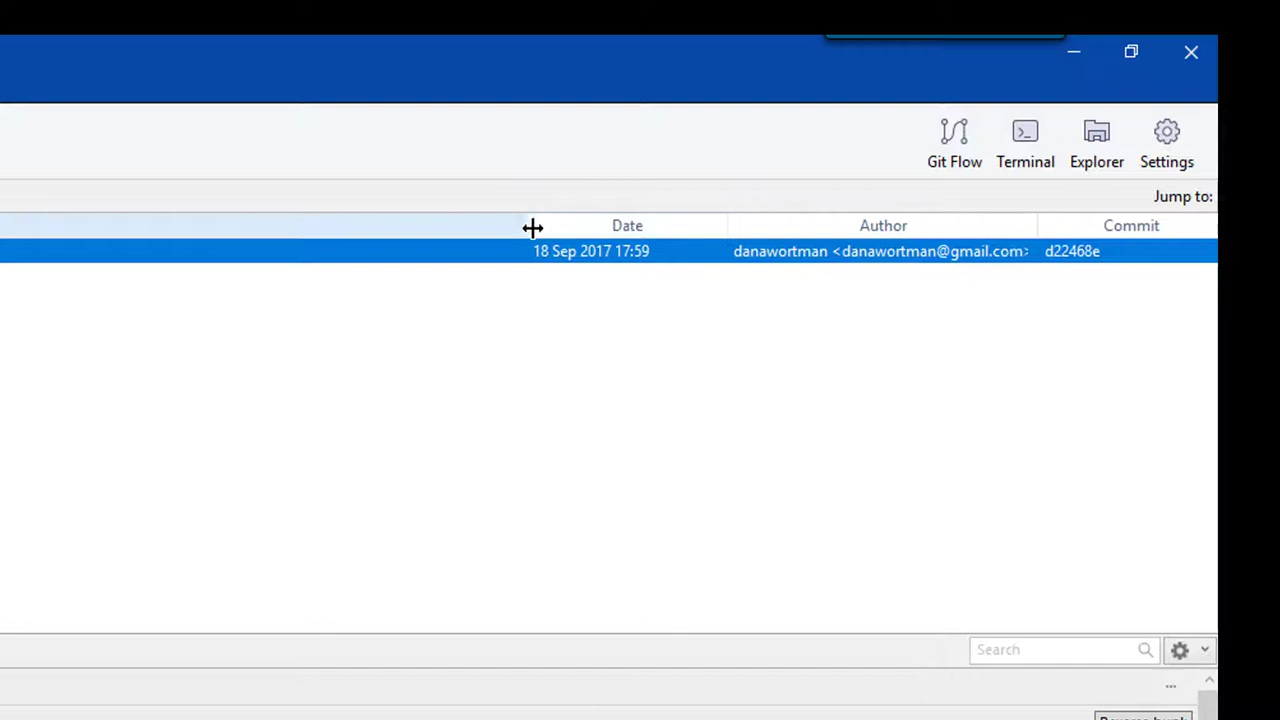 Git Flow Terminal Explorer Settings
Jump to:
Date Author Commit
18 Sep 2017 17:59 danawortman <danawortman@gmail.com> d22468e
Search
...